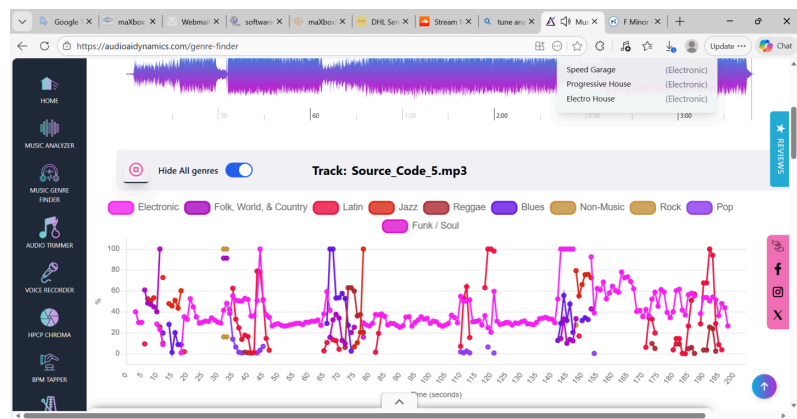 Google T
maXbox
Webmail
software
maXbox
DHL Sen
Stream M
tune and
Mus
F Minor
https://audioaidynamics.com/genre-finder
Update
Chat
HOME
MUSIC ANALYZER
MUSIC GENRE
FINDER
AUDIO TRIMMER
VOICE RECORDER
HPCP CHROMA
BPM TAPPER
Speed Garage (Electronic)
Progressive House (Electronic)
Electro House (Electronic)
30 60 1:30 2:00 2:30 3:00
REVIEWS
Hide All genres
Track: Source_Code_5.mp3
Electronic Folk, World, & Country Latin Jazz Reggae Blues Non-Music Rock Pop
Funk / Soul
100
80
60
40
20
0
%
0 5 10 15 20 25 30 35 40 45 50 55 60 65 70 75 80 85 90 95 100 105 110 115 120 125 130 135 140 145 150 155 160 165 170 175 180 185 190 195 200
Time (seconds)